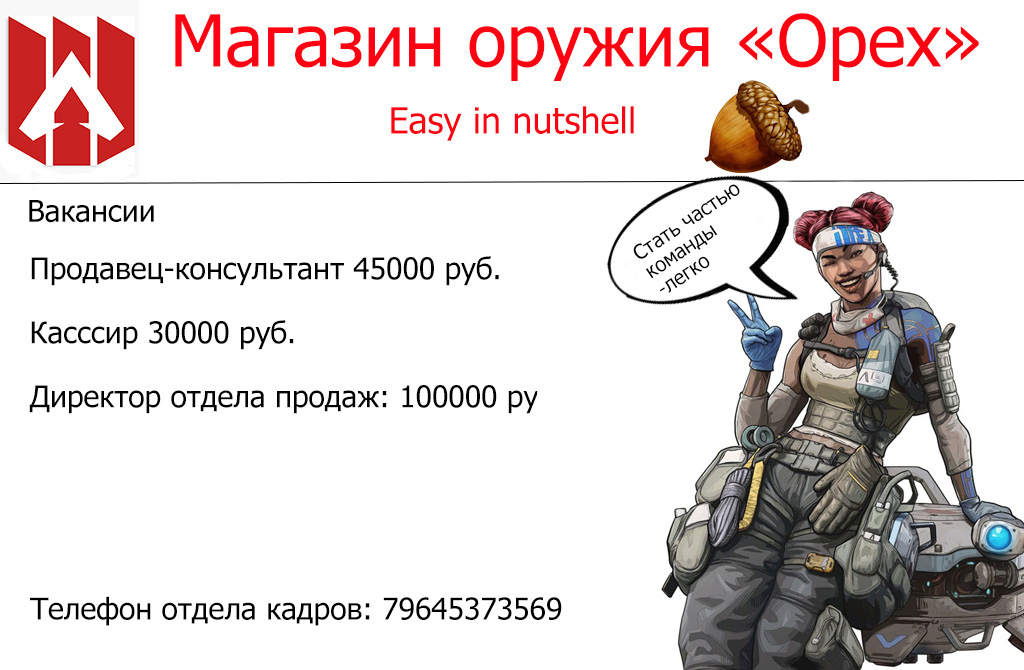 Магазин оружия «Орех»
Easy in nutshell
Стать частью
команды
-легко
Вакансии
Продавец-консультант 45000 руб.
Касссир 30000 руб.
Директор отдела продаж: 100000 ру
Телефон отдела кадров: 79645373569